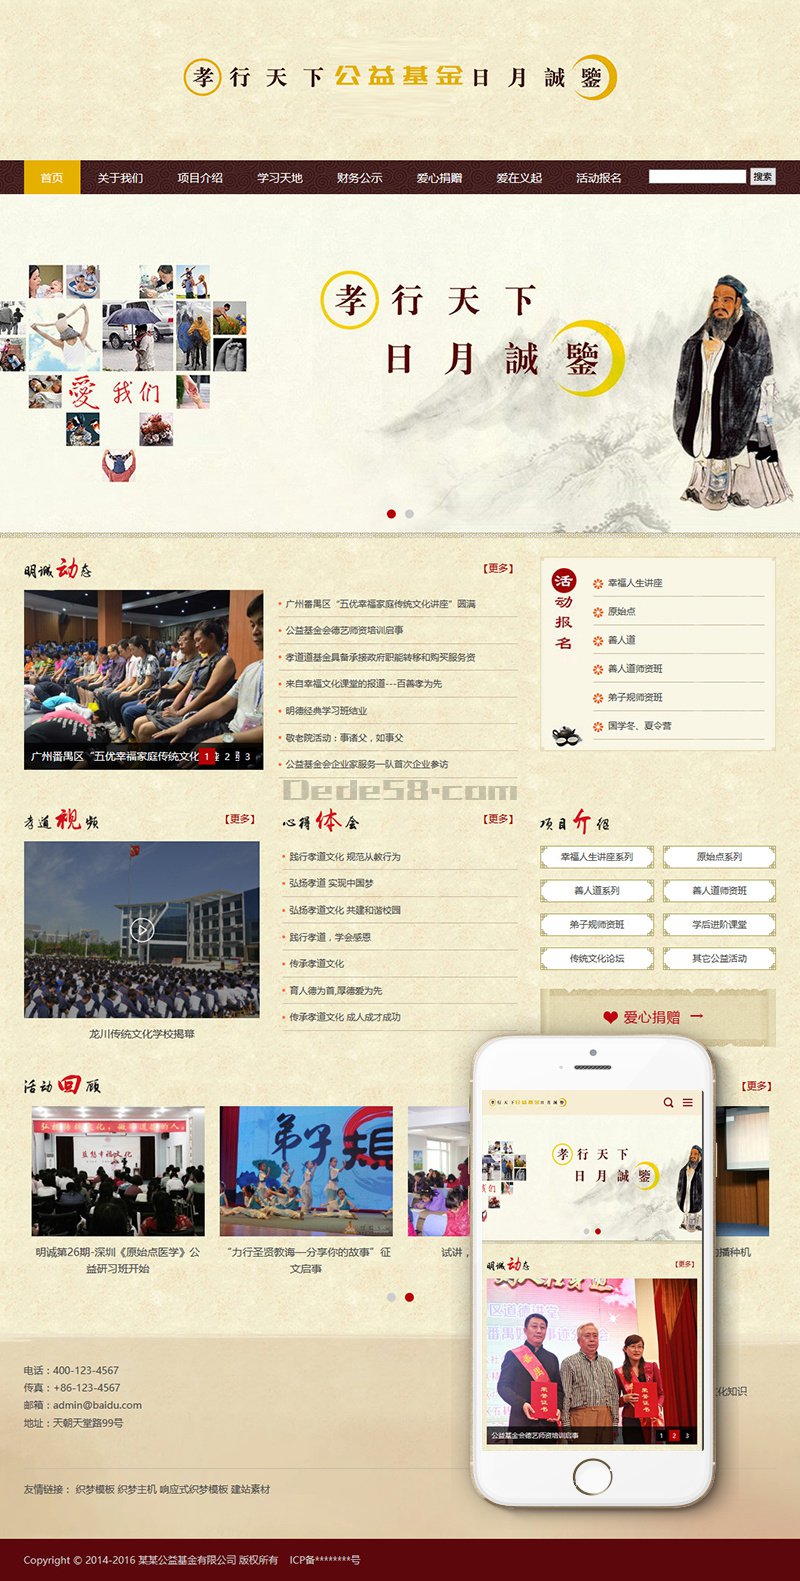 孝行天下公益基金日月誠鑒
首页 关于我们 项目介绍 学习天地 财务公示 爱心捐赠 爱在义起 活动报名 搜索
孝行天下
日月誠鑒
愛我们
明诚动态
【更多】
广州番禺区“五优幸福家庭传统文化
1 2 3
广州番禺区“五优幸福家庭传统文化讲座”圆满
公益基金会德艺师资培训启事
孝道道基金具备承接政府职能转移和购买服务资
来自幸福文化课堂的报道---百善孝为先
明德经典学习班结业
敬老院活动：事诸父，如事父
公益基金会企业家服务一队首次企业参访
活动报名
幸福人生讲座
原始点
善人道
善人道师资班
弟子规师资班
国学冬、夏令营
Dede58.com
孝道视频
【更多】
龙川传统文化学校揭幕
心得体会
【更多】
践行孝道文化 规范从教行为
弘扬孝道 实现中国梦
弘扬孝道文化 共建和谐校园
践行孝道，学会感恩
传承孝道文化
育人德为首,厚德爱为先
传承孝道文化 成人成才成功
项目介绍
幸福人生讲座系列 原始点系列
善人道系列 善人道师资班
弟子规师资班 学后进阶课堂
传统文化论坛 其它公益活动
爱心捐赠
活动回顾
【更多】
弟子规
明诚第26期-深圳《原始点医学》公
益研习班开始
“力行圣贤教诲—分享你的故事”征
文启事
试讲，
播种机
孝行天下公益基金日月誠鑒
孝行天下
日月誠鑒
明诚动态
【更多】
荣誉证书
荣誉证书
公益基金会德艺师资培训启事
1 2 3
电话：400-123-4567
传真：+86-123-4567
邮箱：admin@baidu.com
地址：天朝天堂路99号
化知识
友情链接： 织梦模板 织梦主机 响应式织梦模板 建站素材
Copyright © 2014-2016 某某公益基金有限公司 版权所有 ICP备********号